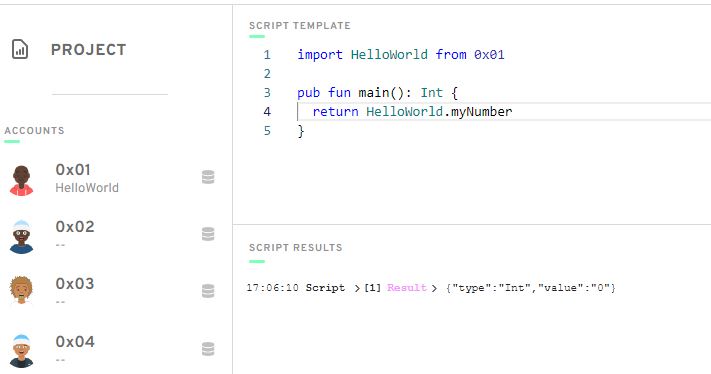 PROJECT
ACCOUNTS
0x01
HelloWorld
0x02
--
0x03
--
0x04
--
SCRIPT TEMPLATE
1 import HelloWorld from 0x01
2
3 pub fun main(): Int {
4 return HelloWorld.myNumber
5 }
SCRIPT RESULTS
17:06:10 Script >[1] Result > {"type":"Int","value":"0"}